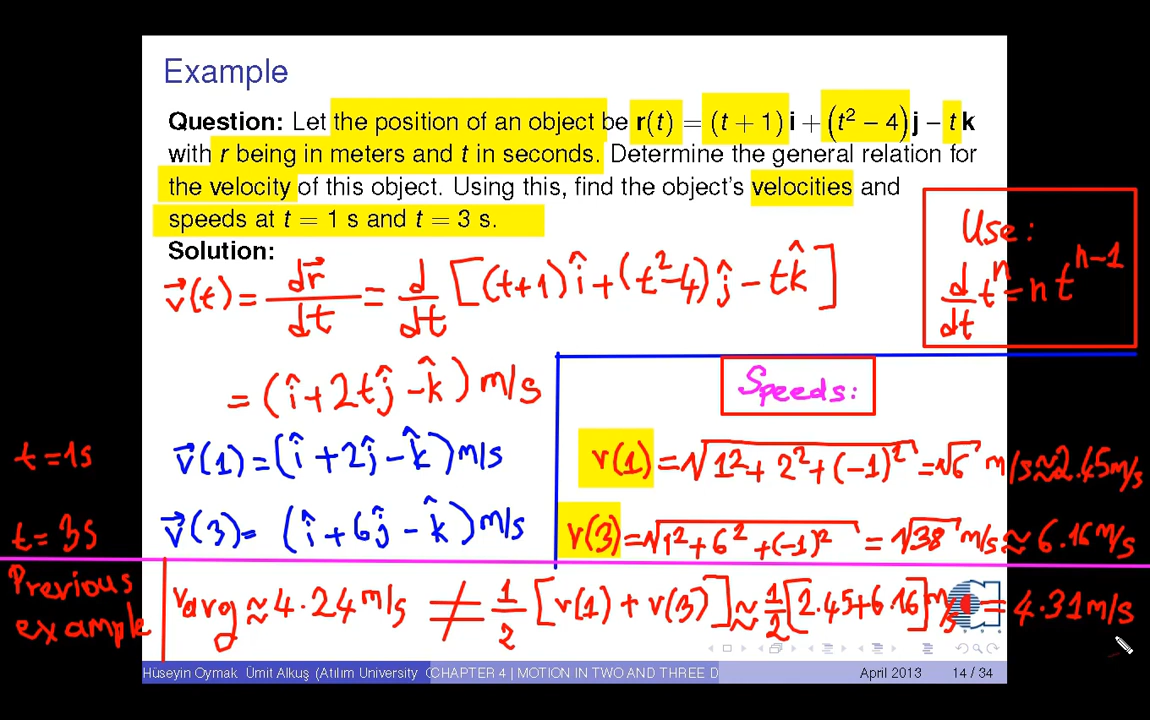 Example
Question: Let the position of an object be r(t) = (t + 1) i + (t² − 4) j − t k
with r being in meters and t in seconds. Determine the general relation for
the velocity of this object. Using this, find the object's velocities and
speeds at t = 1 s and t = 3 s.
Solution:
Use:
d/dt tⁿ = n tⁿ⁻¹
v⃗(t) = dr⃗/dt = d/dt [(t+1)î + (t²-4)ĵ - tk̂]
= (î + 2tĵ - k̂) m/s
Speeds:
t = 1s
v⃗(1) = (î + 2ĵ - k̂) m/s
v(1) = √1² + 2² + (-1)² = √6 m/s ≈ 2.45 m/s
t = 3s
v⃗(3) = (î + 6ĵ - k̂) m/s
v(3) = √1² + 6² + (-1)² = √38 m/s ≈ 6.16 m/s
Previous
example
vavg ≈ 4.24 m/s ≠ 1/2 [v(1) + v(3)] ≈ 1/2 [2.45 + 6.16] m/s = 4.31 m/s
Hüseyin Oymak Ümit Alkuş (Atılım University (
CHAPTER 4 | MOTION IN TWO AND THREE D
April 2013
14 / 34